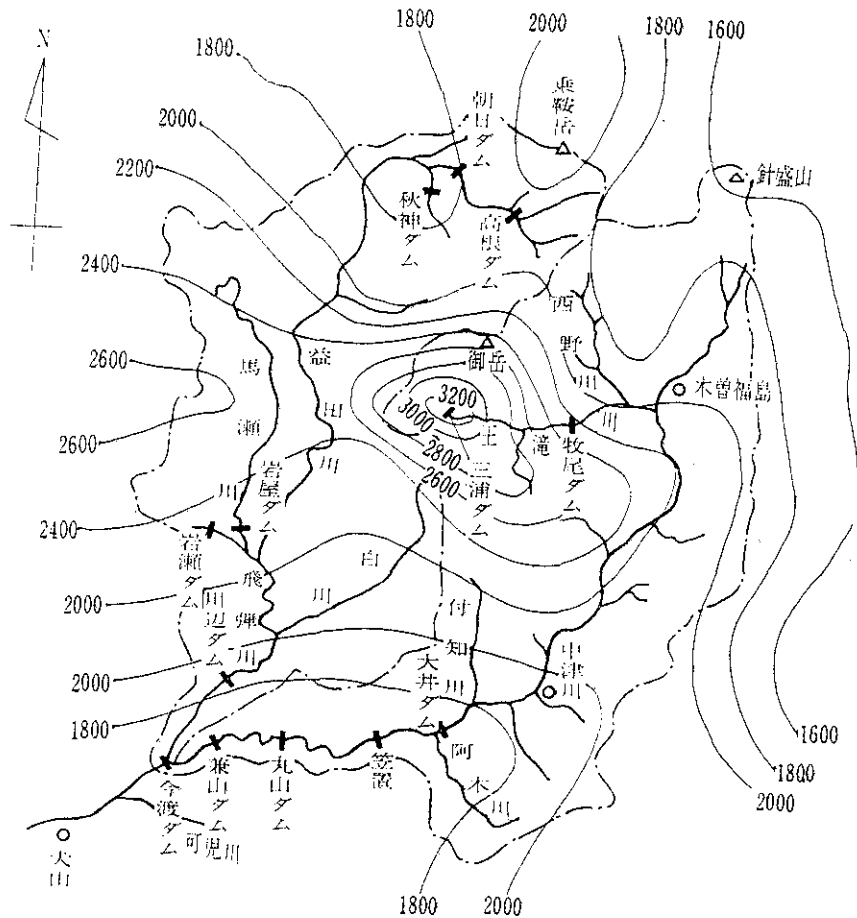 N
1800
1800
2000
1800
1600
2000
2200
2400
2600
2600
2400
2000
2000
1800
朝日ダム
乗鞍岳
針盛山
秋神ダム
高根ダム
西野川
御岳
木曽福島
馬瀬川
益田川
3200
3000
2800
2600
王滝川
三浦ダム
牧尾ダム
岩屋ダム
岩瀬ダム
飛騨川
白川
付知川
川辺ダム
大井ダム
中津川
阿木川
笠置
丸山ダム
兼山ダム
今渡ダム
可児川
犬山
1600
1800
2000
1800
2000